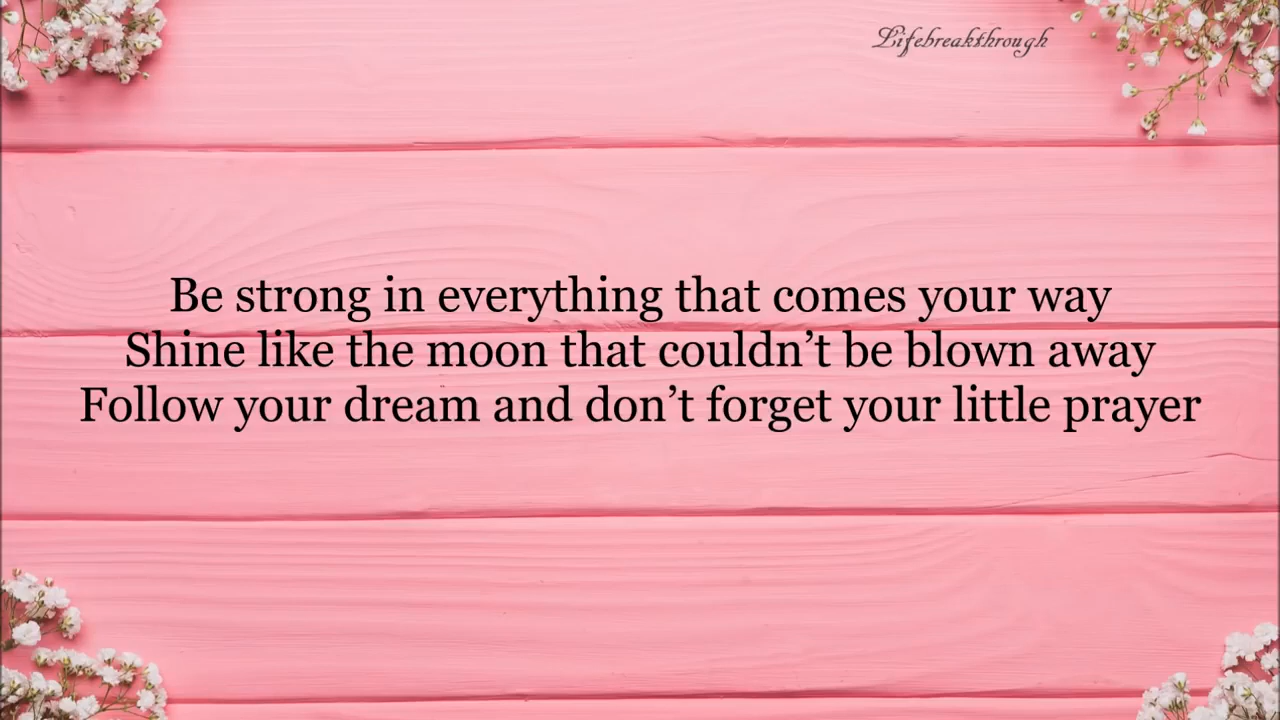 Lifebreakthrough
Be strong in everything that comes your way
Shine like the moon that couldn’t be blown away
Follow your dream and don’t forget your little prayer